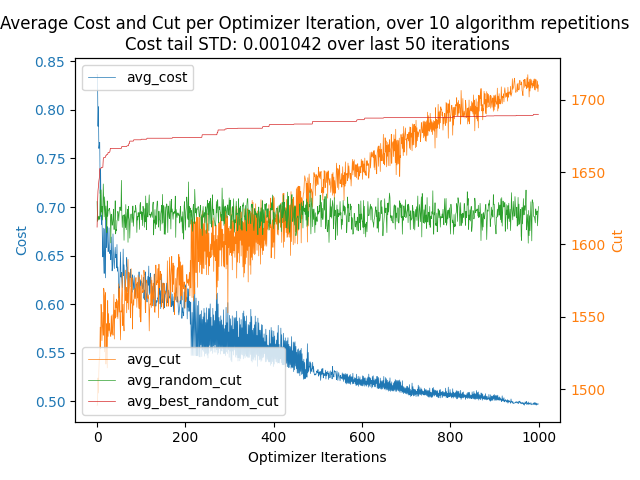 Average Cost and Cut per Optimizer Iteration, over 10 algorithm repetitions
Cost tail STD: 0.001042 over last 50 iterations
avg_cost
0.85
0.80
0.75
0.70
0.65
0.60
0.55
0.50
Cost
1700
1650
1600
1550
1500
Cut
avg_cut
avg_random_cut
avg_best_random_cut
0
200
400
600
800
1000
Optimizer Iterations